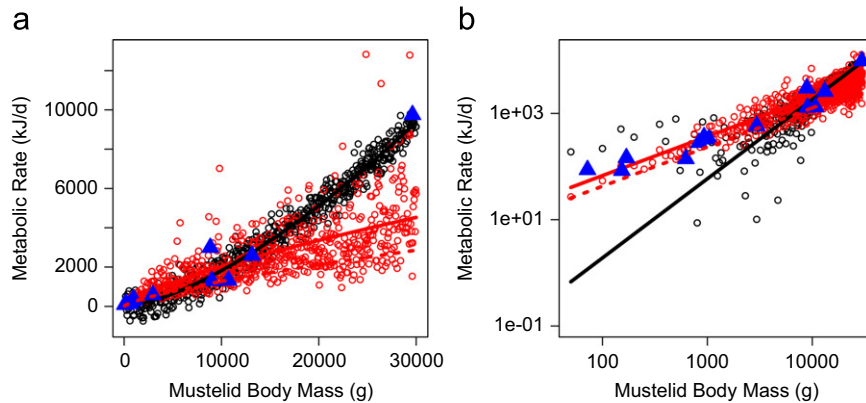 a
b
Metabolic Rate (kJ/d)
10000
6000
2000
0
0
10000
20000
30000
Mustelid Body Mass (g)
Metabolic Rate (kJ/d)
1e+03
1e+01
1e-01
100
1000
10000
Mustelid Body Mass (g)